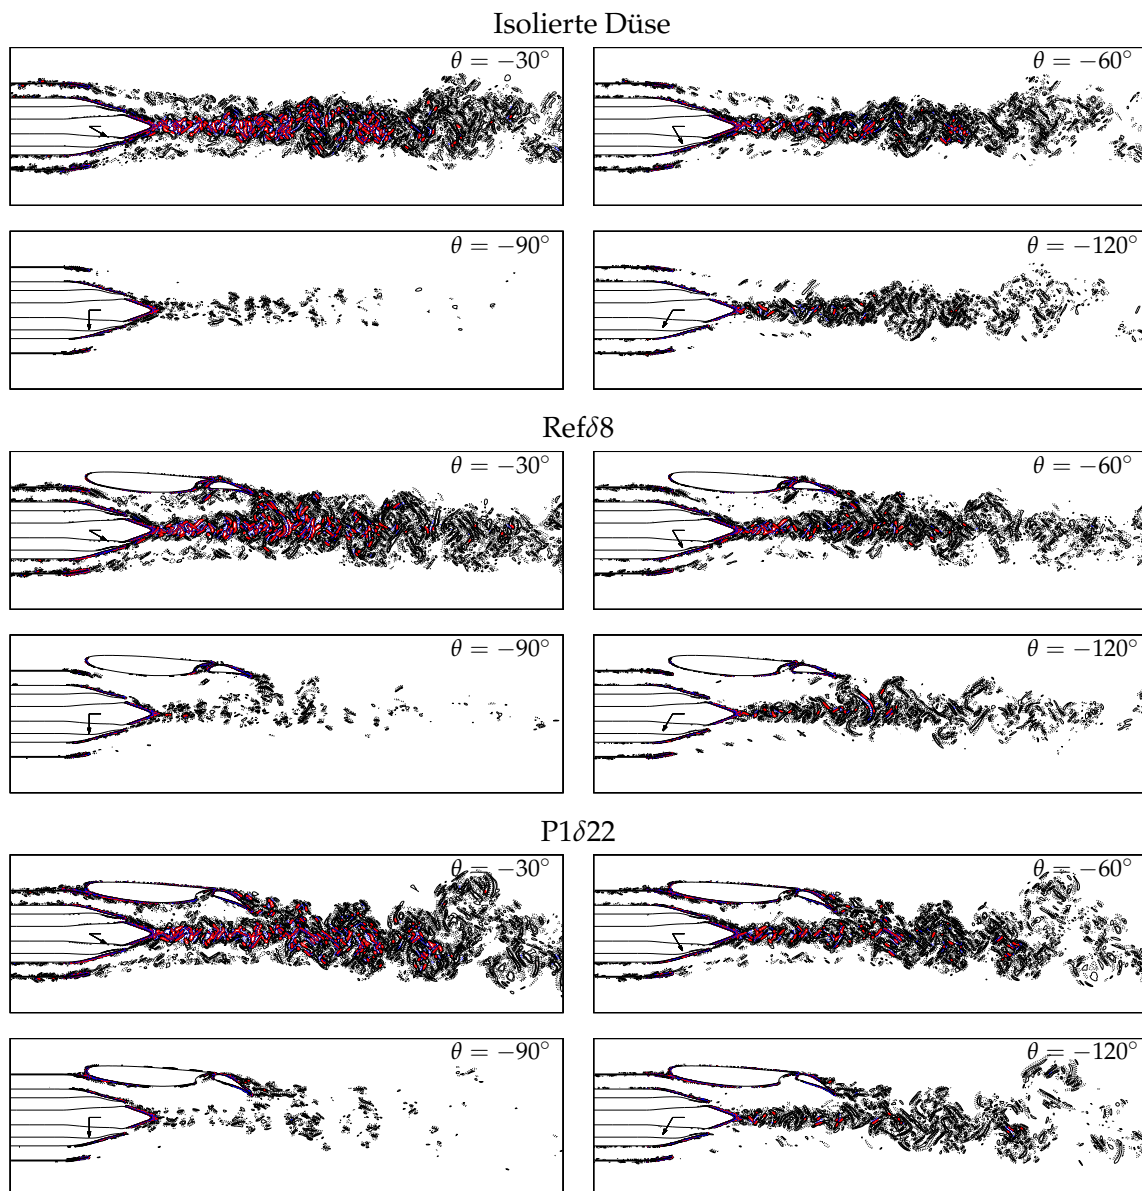 Isolierte Düse
θ = −30°
θ = −60°
θ = −90°
θ = −120°
Refδ8
θ = −30°
θ = −60°
θ = −90°
θ = −120°
P1δ22
θ = −30°
θ = −60°
θ = −90°
θ = −120°